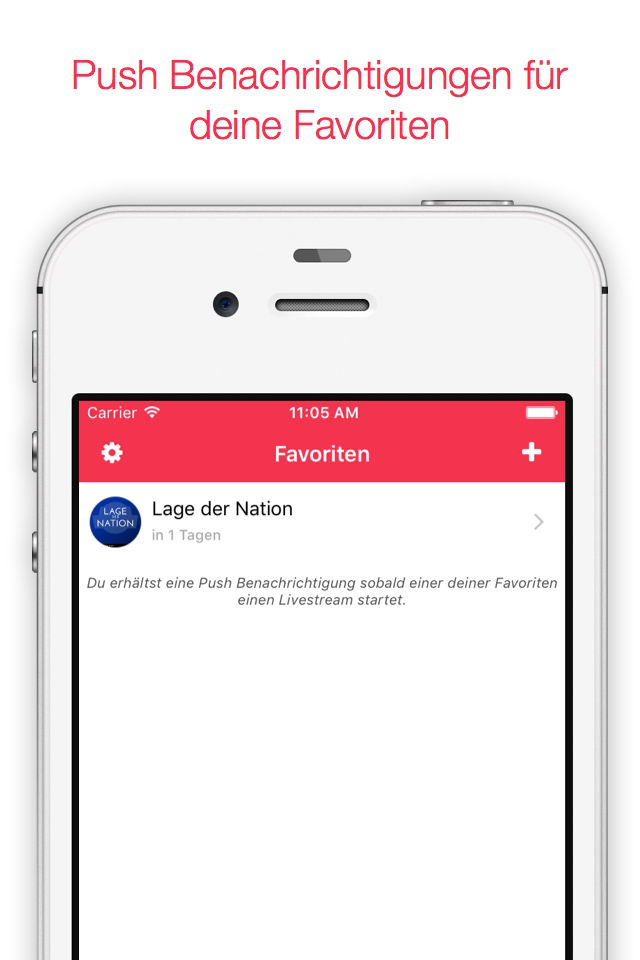 Push Benachrichtigungen für
deine Favoriten
Carrier 11:05 AM
Favoriten
LAGE
NATION
Lage der Nation
in 1 Tagen
Du erhältst eine Push Benachrichtigung sobald einer deiner Favoriten
einen Livestream startet.